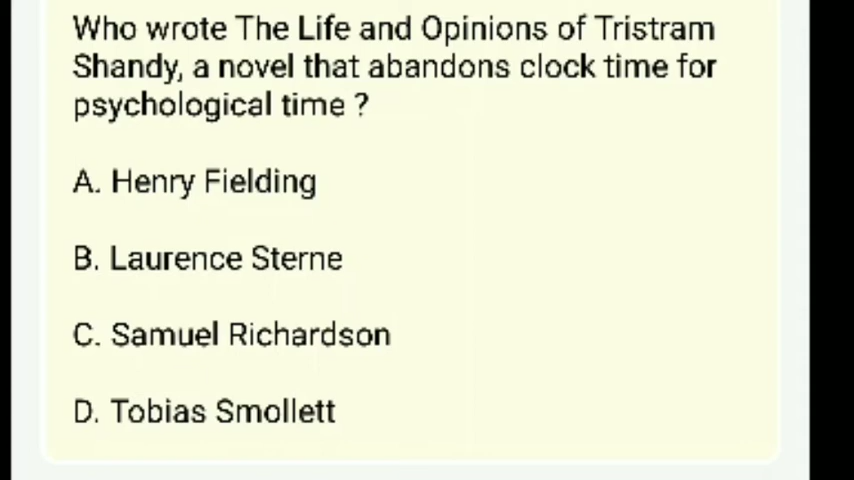 Who wrote The Life and Opinions of Tristram
Shandy, a novel that abandons clock time for
psychological time ?
A. Henry Fielding
B. Laurence Sterne
C. Samuel Richardson
D. Tobias Smollett